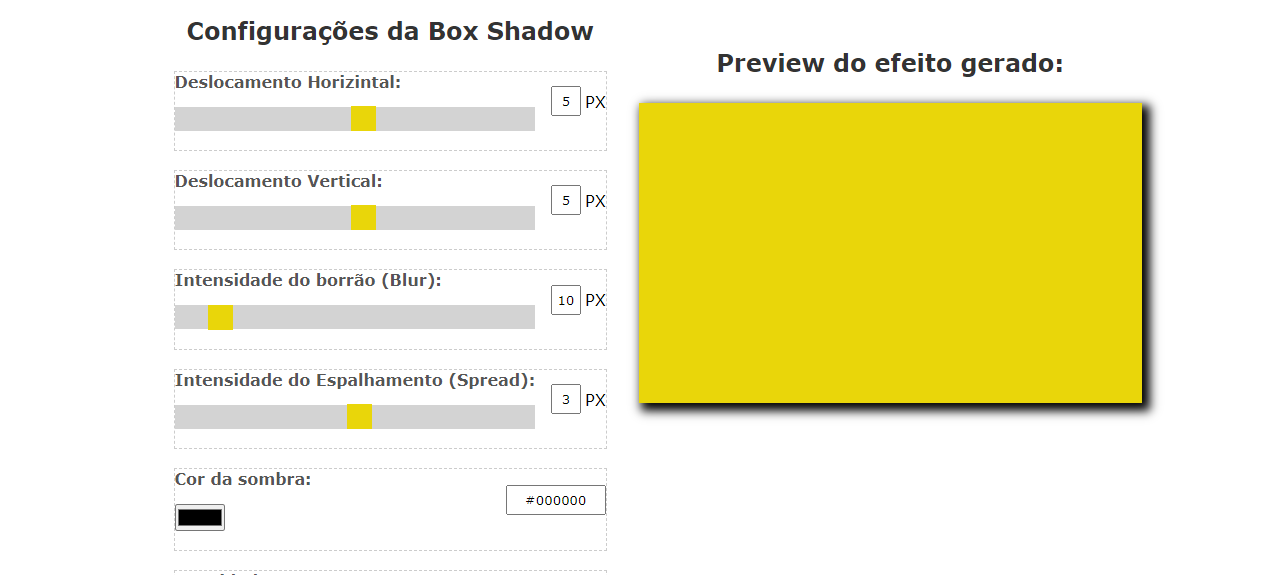 Configurações da Box Shadow
Deslocamento Horizintal:
5 PX
Deslocamento Vertical:
5 PX
Intensidade do borrão (Blur):
10 PX
Intensidade do Espalhamento (Spread):
3 PX
Cor da sombra:
#000000
Preview do efeito gerado: